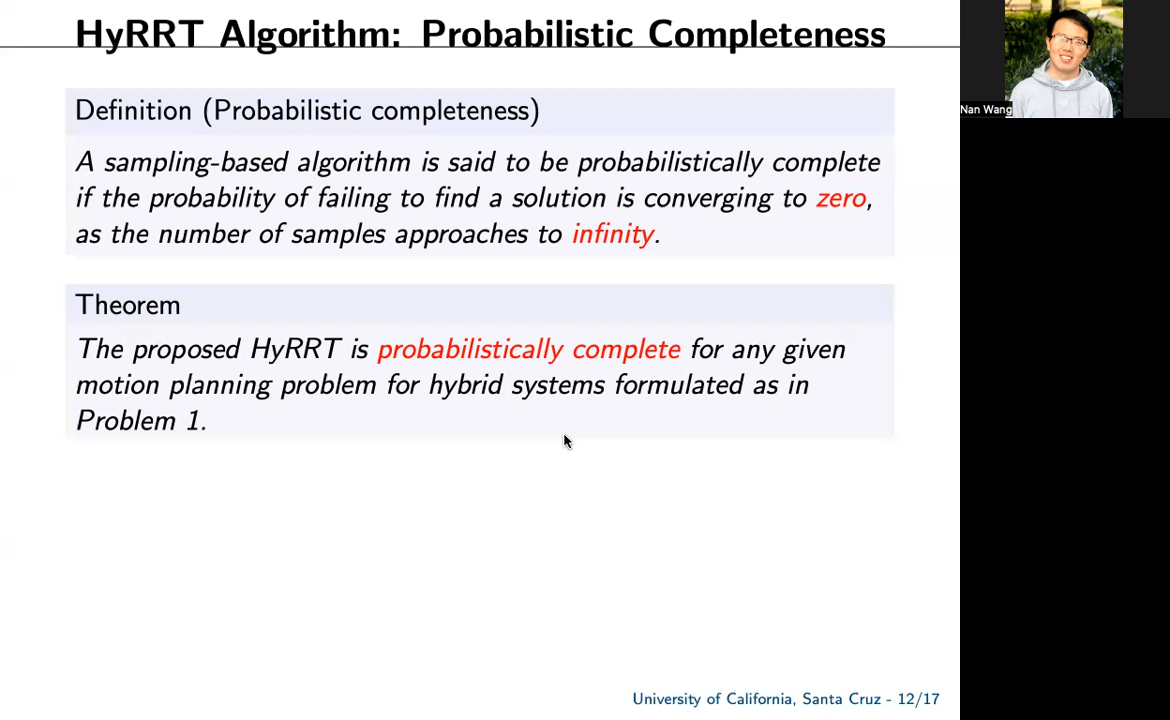 HyRRT Algorithm: Probabilistic Completeness
Definition (Probabilistic completeness)
A sampling-based algorithm is said to be probabilistically complete
if the probability of failing to find a solution is converging to zero,
as the number of samples approaches to infinity.
Theorem
The proposed HyRRT is probabilistically complete for any given
motion planning problem for hybrid systems formulated as in
Problem 1.
University of California, Santa Cruz - 12/17
Nan Wang